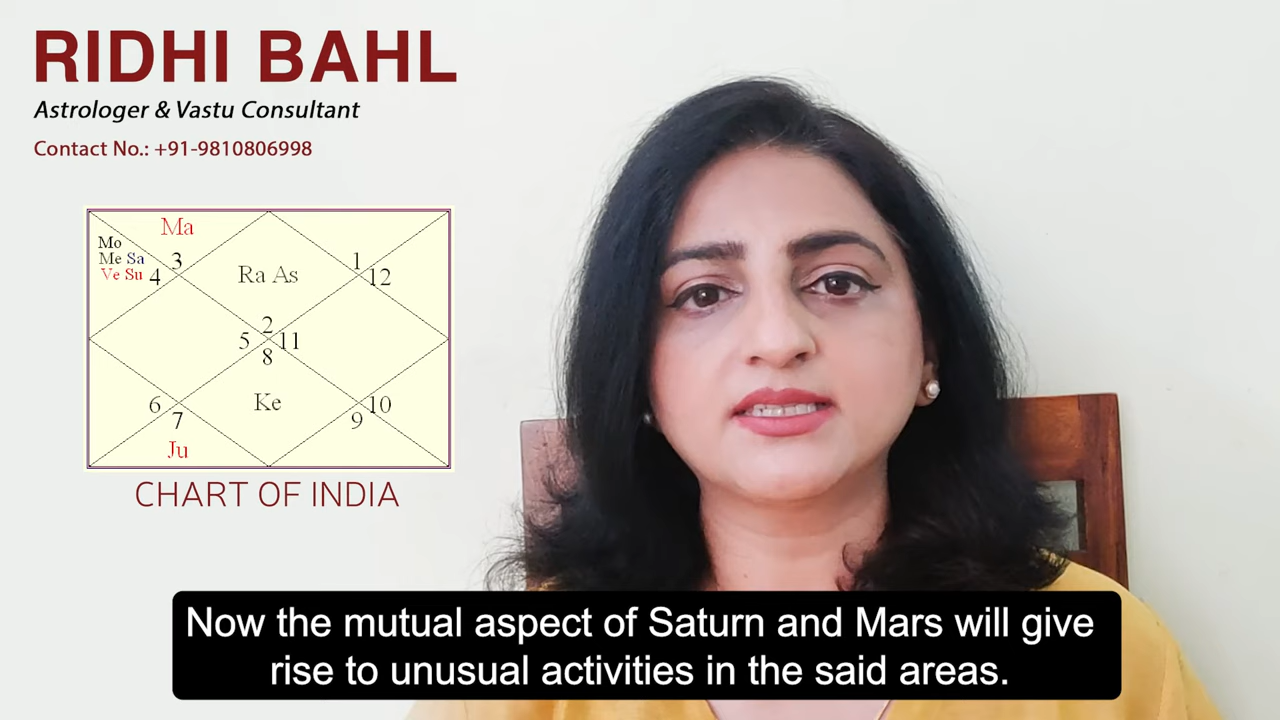 RIDHI BAHL
Astrologer & Vastu Consultant
Contact No.: +91-9810806998
Ma
Mo
Me Sa
Ve Su
4
3
Ra As
1
12
2
5
11
8
6
7
Ke
10
9
Ju
CHART OF INDIA
Now the mutual aspect of Saturn and Mars will give
rise to unusual activities in the said areas.